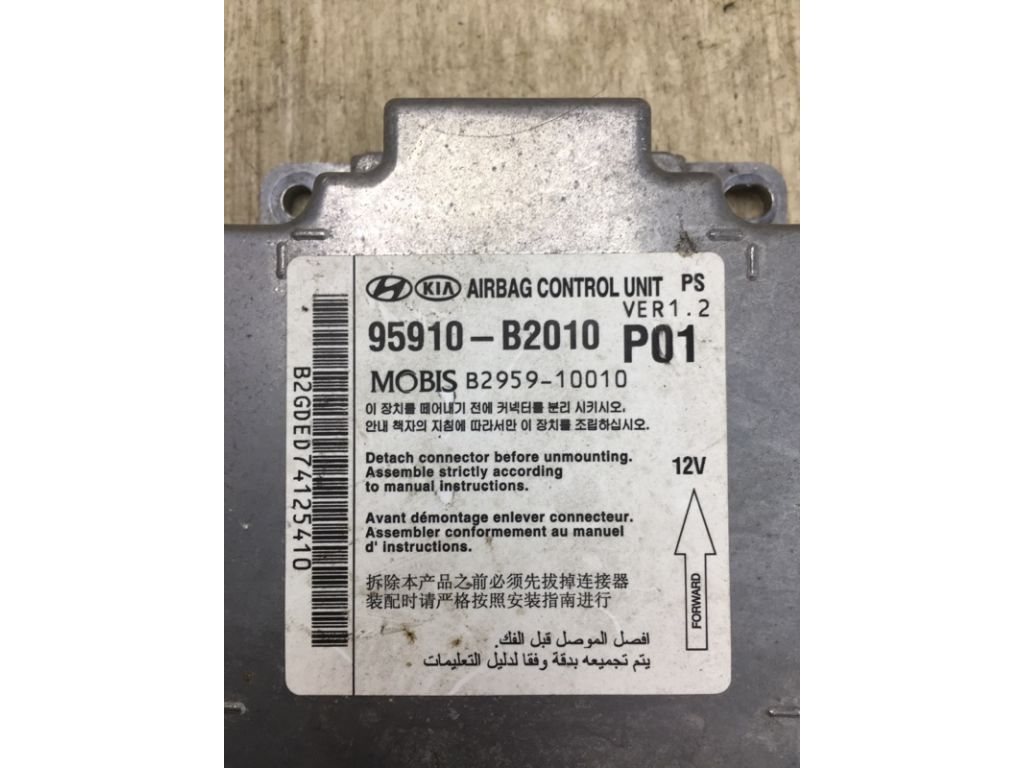 KIA AIRBAG CONTROL UNIT PS
VER1.2
95910-B2010 P01
MOBIS B2959-10010
이 장치를 떼어내기 전에 커넥터를 분리 시키시오.
안내 책자의 지침에 따라서만 이 장치를 조립하십시오.
Detach connector before unmounting.
Assemble strictly according
to manual instructions.
12V
Avant démontage enlever connecteur.
Assembler conformement au manuel
d' instructions.
FORWARD
拆除本产品之前必须先拔掉连接器
装配时请严格按照安装指南进行
افصل الموصل قبل الفك.
يتم تجميعه بدقة وفقا لدليل التعليمات
B2GDED74125410